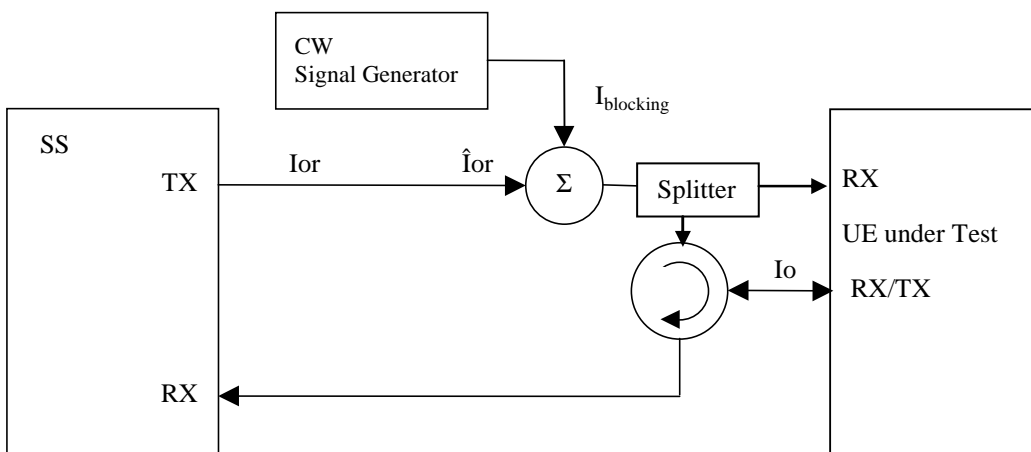 CW
Signal Generator
I_blocking
SS
TX
Ior
Îor
Σ
Splitter
RX
UE under Test
Io
RX/TX
RX